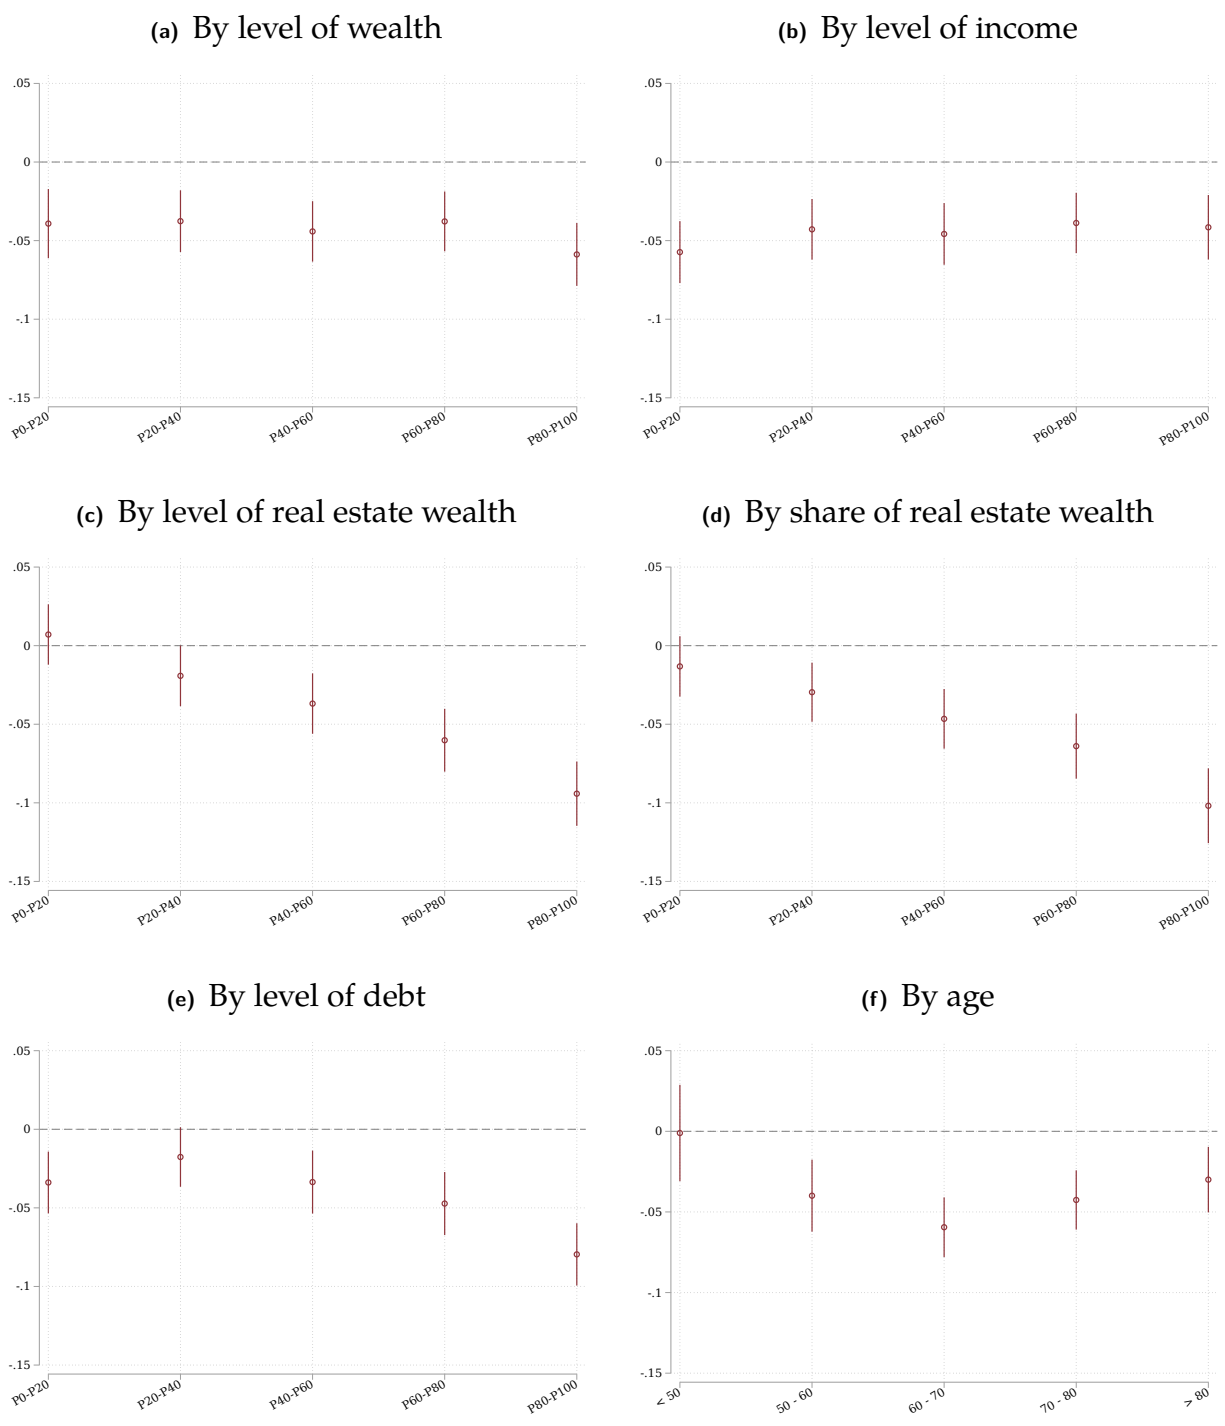 (a) By level of wealth
.05
0
-.05
-.1
-.15
P0-P20
P20-P40
P40-P60
P60-P80
P80-P100
(b) By level of income
.05
0
-.05
-.1
-.15
P0-P20
P20-P40
P40-P60
P60-P80
P80-P100
(c) By level of real estate wealth
.05
0
-.05
-.1
-.15
P0-P20
P20-P40
P40-P60
P60-P80
P80-P100
(d) By share of real estate wealth
.05
0
-.05
-.1
-.15
P0-P20
P20-P40
P40-P60
P60-P80
P80-P100
(e) By level of debt
.05
0
-.05
-.1
-.15
P0-P20
P20-P40
P40-P60
P60-P80
P80-P100
(f) By age
.05
0
-.05
-.1
-.15
< 50
50 - 60
60 - 70
70 - 80
> 80